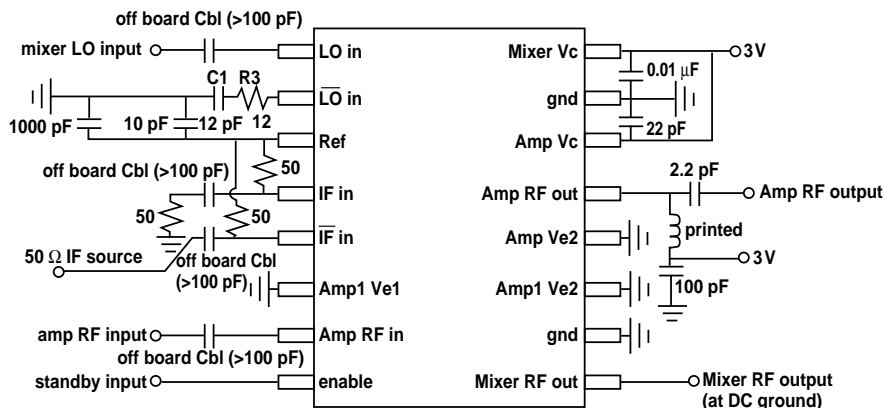 off board Cbl (>100 pF)
mixer LO input
LO in
C1 R3
L̅O̅ in
1000 pF
10 pF
12 pF
12
Ref
off board Cbl (>100 pF)
50
IF in
50
50
I̅F̅ in
50 Ω IF source
off board Cbl
(>100 pF)
Amp1 Ve1
amp RF input
Amp RF in
off board Cbl (>100 pF)
standby input
enable
Mixer Vc
3 V
0.01 μF
gnd
22 pF
Amp Vc
2.2 pF
Amp RF out
Amp RF output
printed
Amp Ve2
3 V
Amp1 Ve2
100 pF
gnd
Mixer RF out
Mixer RF output
(at DC ground)